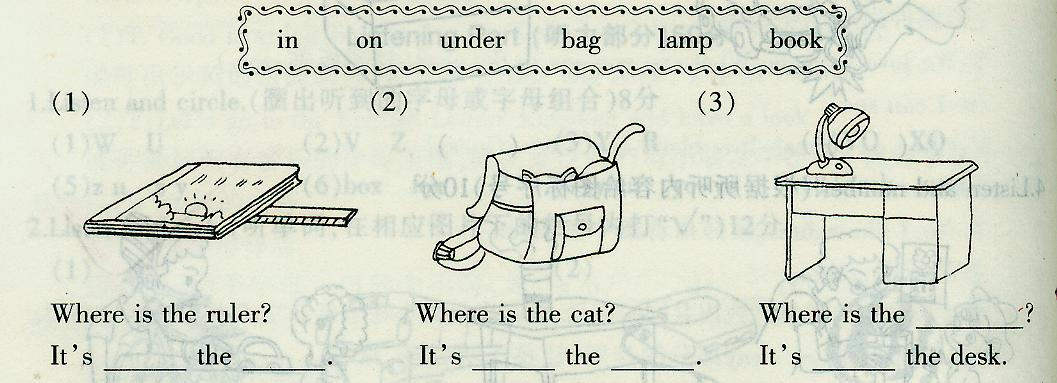 in on under bag lamp book
(1) (2) (3)
Where is the ruler? Where is the cat? Where is the ________?
It's ______ the ______. It's ______ the ______. It's ______ the desk.